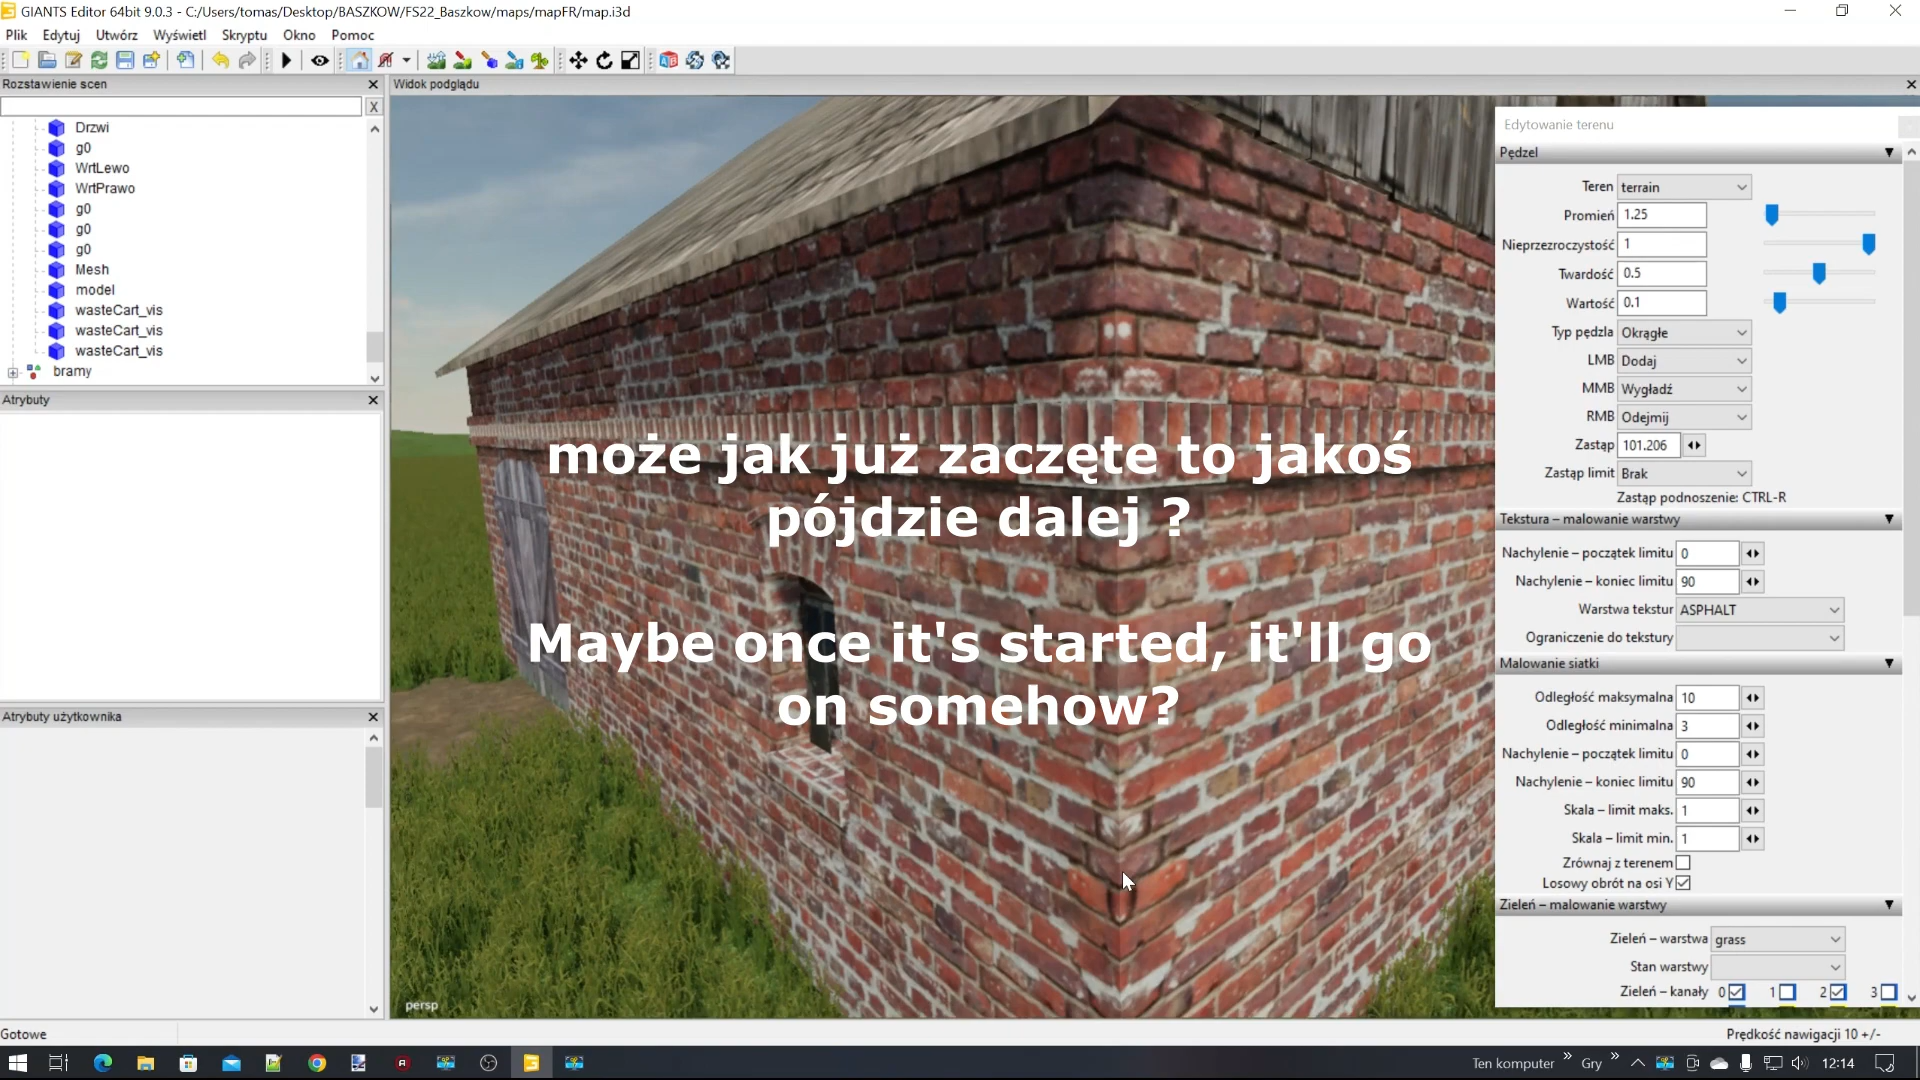 GIANTS Editor 64bit 9.0.3 - C:/Users/tomas/Desktop/BASZKOW/FS22_Baszkow/maps/mapFR/map.i3d
Plik Edytuj Utwórz Wyświetl Skryptu Okno Pomoc
Rozstawienie scen
X
Drzwi
g0
WrtLewo
WrtPrawo
g0
g0
g0
Mesh
model
wasteCart_vis
wasteCart_vis
wasteCart_vis
bramy
Atrybuty
Atrybuty użytkownika
Widok podglądu
może jak już zaczęte to jakoś
pójdzie dalej ?
Maybe once it's started, it'll go
on somehow?
persp
Edytowanie terenu
Pędzel
Teren terrain
Promień 1.25
Nieprzezroczystość 1
Twardość 0.5
Wartość 0.1
Typ pędzla Okrągłe
LMB Dodaj
MMB Wygładź
RMB Odejmij
Zastąp 101.206
Zastąp limit Brak
Zastąp podnoszenie: CTRL-R
Tekstura – malowanie warstwy
Nachylenie – początek limitu 0
Nachylenie – koniec limitu 90
Warstwa tekstur ASPHALT
Ograniczenie do tekstury
Malowanie siatki
Odległość maksymalna 10
Odległość minimalna 3
Nachylenie – początek limitu 0
Nachylenie – koniec limitu 90
Skala – limit maks. 1
Skala – limit min. 1
Zrównaj z terenem
Losowy obrót na osi Y
Zieleń – malowanie warstwy
Zieleń – warstwa grass
Stan warstwy
Zieleń – kanały 0 1 2 3
Gotowe
Prędkość nawigacji 10 +/-
Ten komputer Gry 12:14